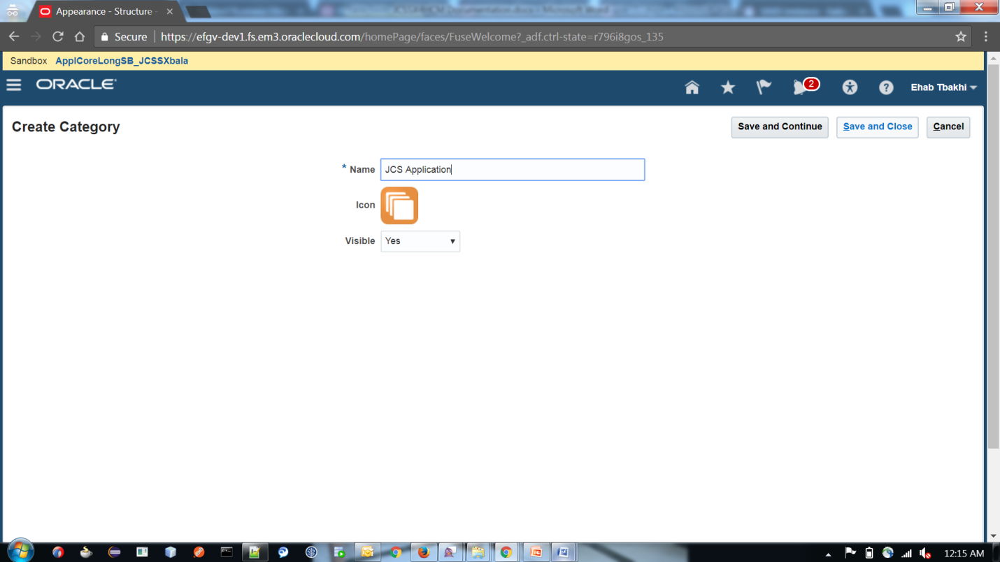 Appearance - Structure -
Secure https://efgv-dev1.fs.em3.oraclecloud.com/homePage/faces/FuseWelcome?_adf.ctrl-state=r796i8gos_135
Sandbox ApplCoreLongSB_JCSSXbala
ORACLE
2
Ehab Tbakhi
Create Category
Save and Continue
Save and Close
Cancel
* Name JCS Application
Icon
Visible Yes
12:15 AM